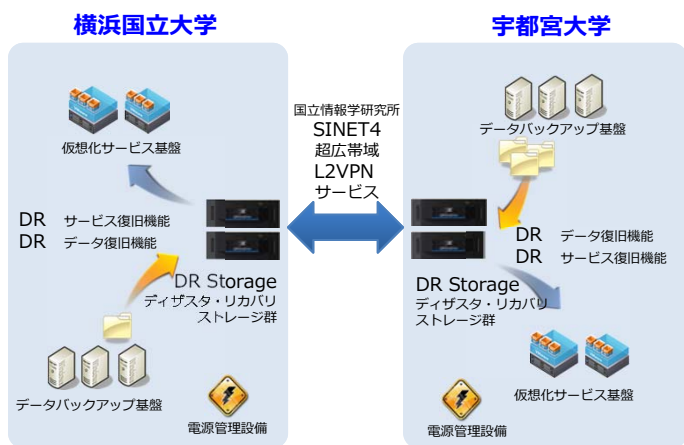 横浜国立大学
仮想化サービス基盤
DR サービス復旧機能
DR データ復旧機能
DR Storage
ディザスタ・リカバリ
ストレージ群
データバックアップ基盤
電源管理設備
国立情報学研究所
SINET4
超広帯域
L2VPN
サービス
宇都宮大学
データバックアップ基盤
DR データ復旧機能
DR サービス復旧機能
DR Storage
ディザスタ・リカバリ
ストレージ群
仮想化サービス基盤
電源管理設備